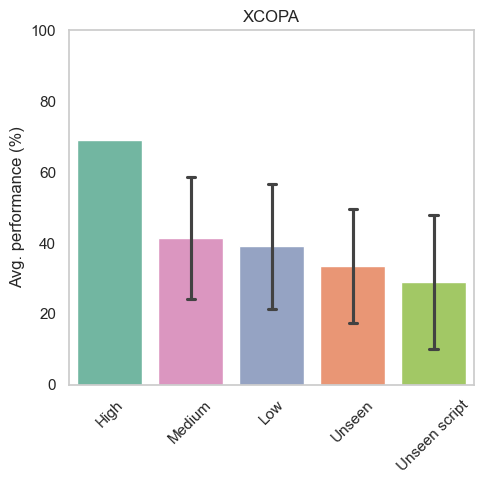 XCOPA
Avg. performance (%)
100
80
60
40
20
0
High
Medium
Low
Unseen
Unseen script